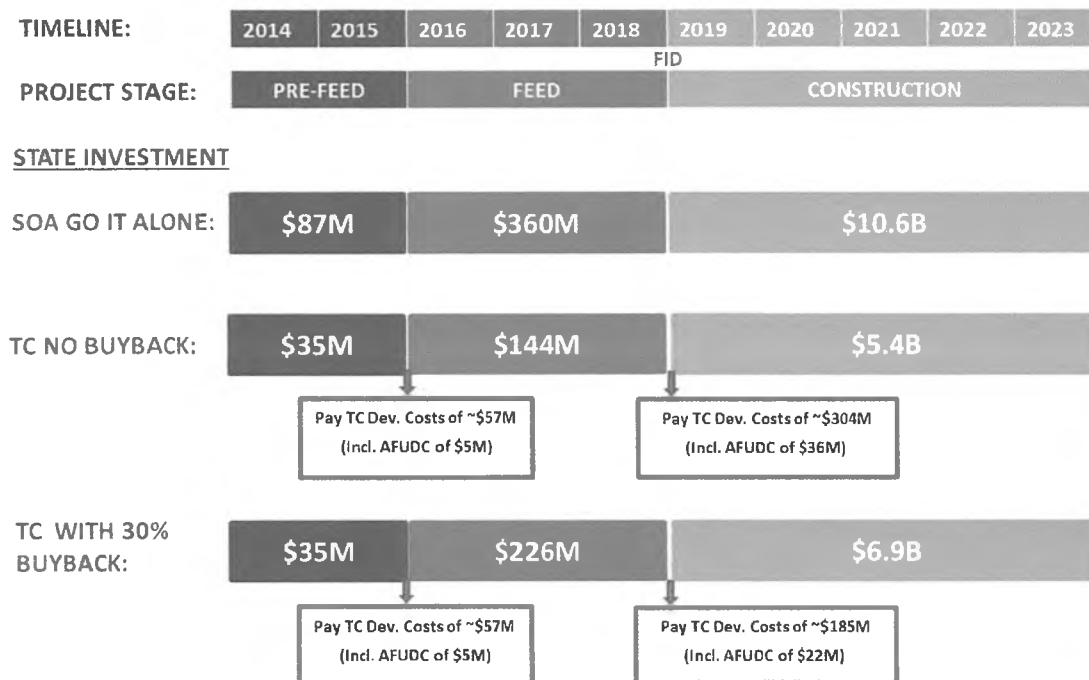 TIMELINE: 2014 2015 2016 2017 2018 2019 2020 2021 2022 2023
FID
PROJECT STAGE: PRE-FEED FEED CONSTRUCTION
STATE INVESTMENT
SOA GO IT ALONE: $87M $360M $10.6B
TC NO BUYBACK: $35M $144M $5.4B
Pay TC Dev. Costs of ~$57M
(Incl. AFUDC of $5M)
Pay TC Dev. Costs of ~$304M
(Incl. AFUDC of $36M)
TC WITH 30%
BUYBACK: $35M $226M $6.9B
Pay TC Dev. Costs of ~$57M
(Incl. AFUDC of $5M)
Pay TC Dev. Costs of ~$185M
(Incl. AFUDC of $22M)